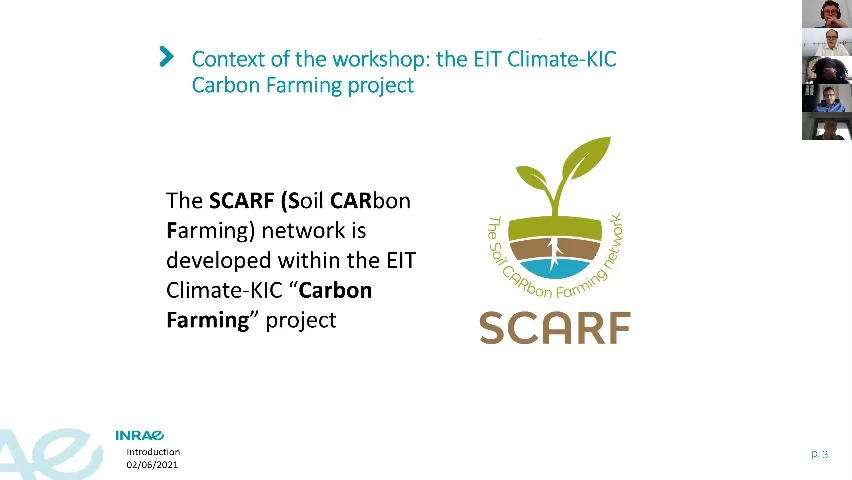 Context of the workshop: the EIT Climate-KIC
Carbon Farming project
The SCARF (Soil CARbon
Farming) network is
developed within the EIT
Climate-KIC “Carbon
Farming” project
The Soil CARbon Farming network
SCARF
INRAE
Introduction
02/06/2021
p. 3